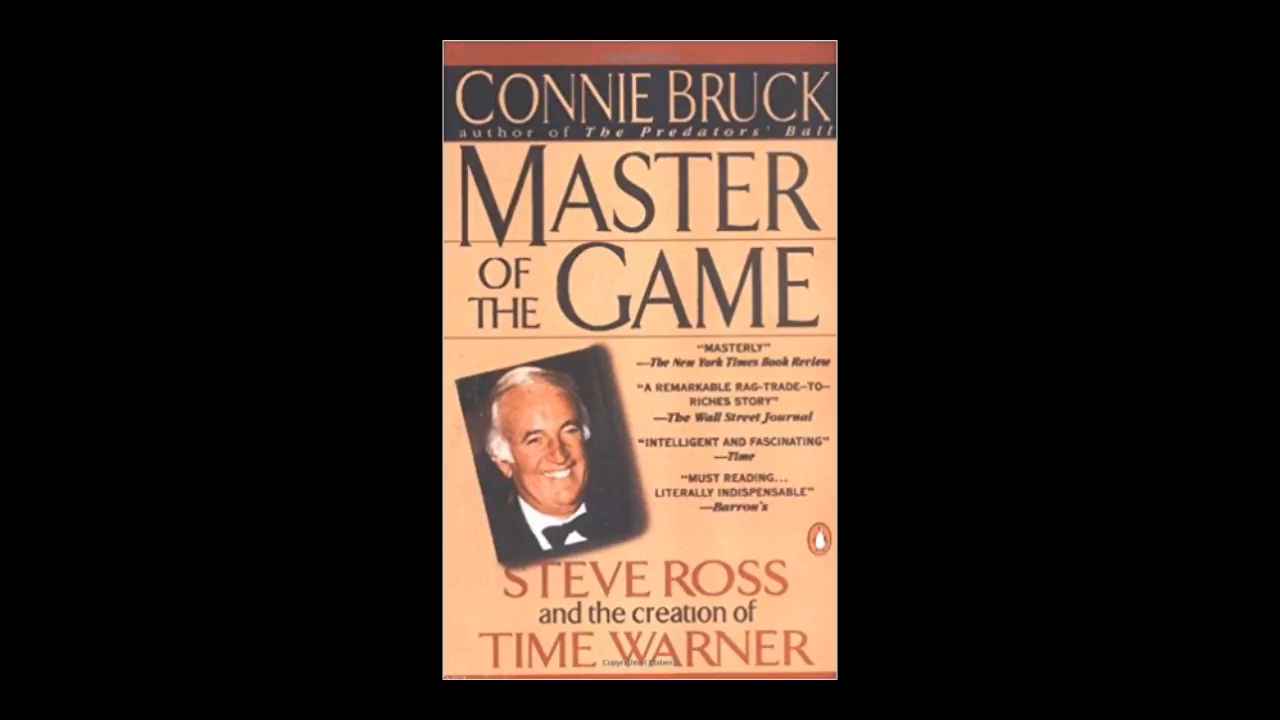 CONNIE BRUCK
author of The Predators' Ball
MASTER
OF THE GAME
"MASTERLY"
—The New York Times Book Review
"A REMARKABLE RAG-TRADE-TO-
RICHES STORY"
—The Wall Street Journal
"INTELLIGENT AND FASCINATING"
—Time
"MUST READING...
LITERALLY INDISPENSABLE"
—Barron's
STEVE ROSS
and the creation of
TIME WARNER